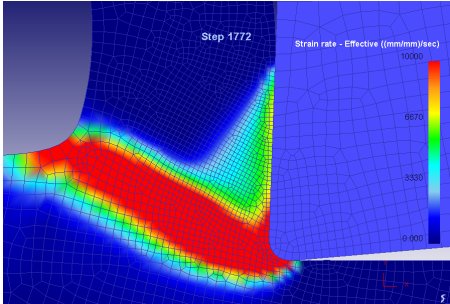 Step 1772
Strain rate - Effective ((mm/mm)/sec)
10000
6670
3330
0.000